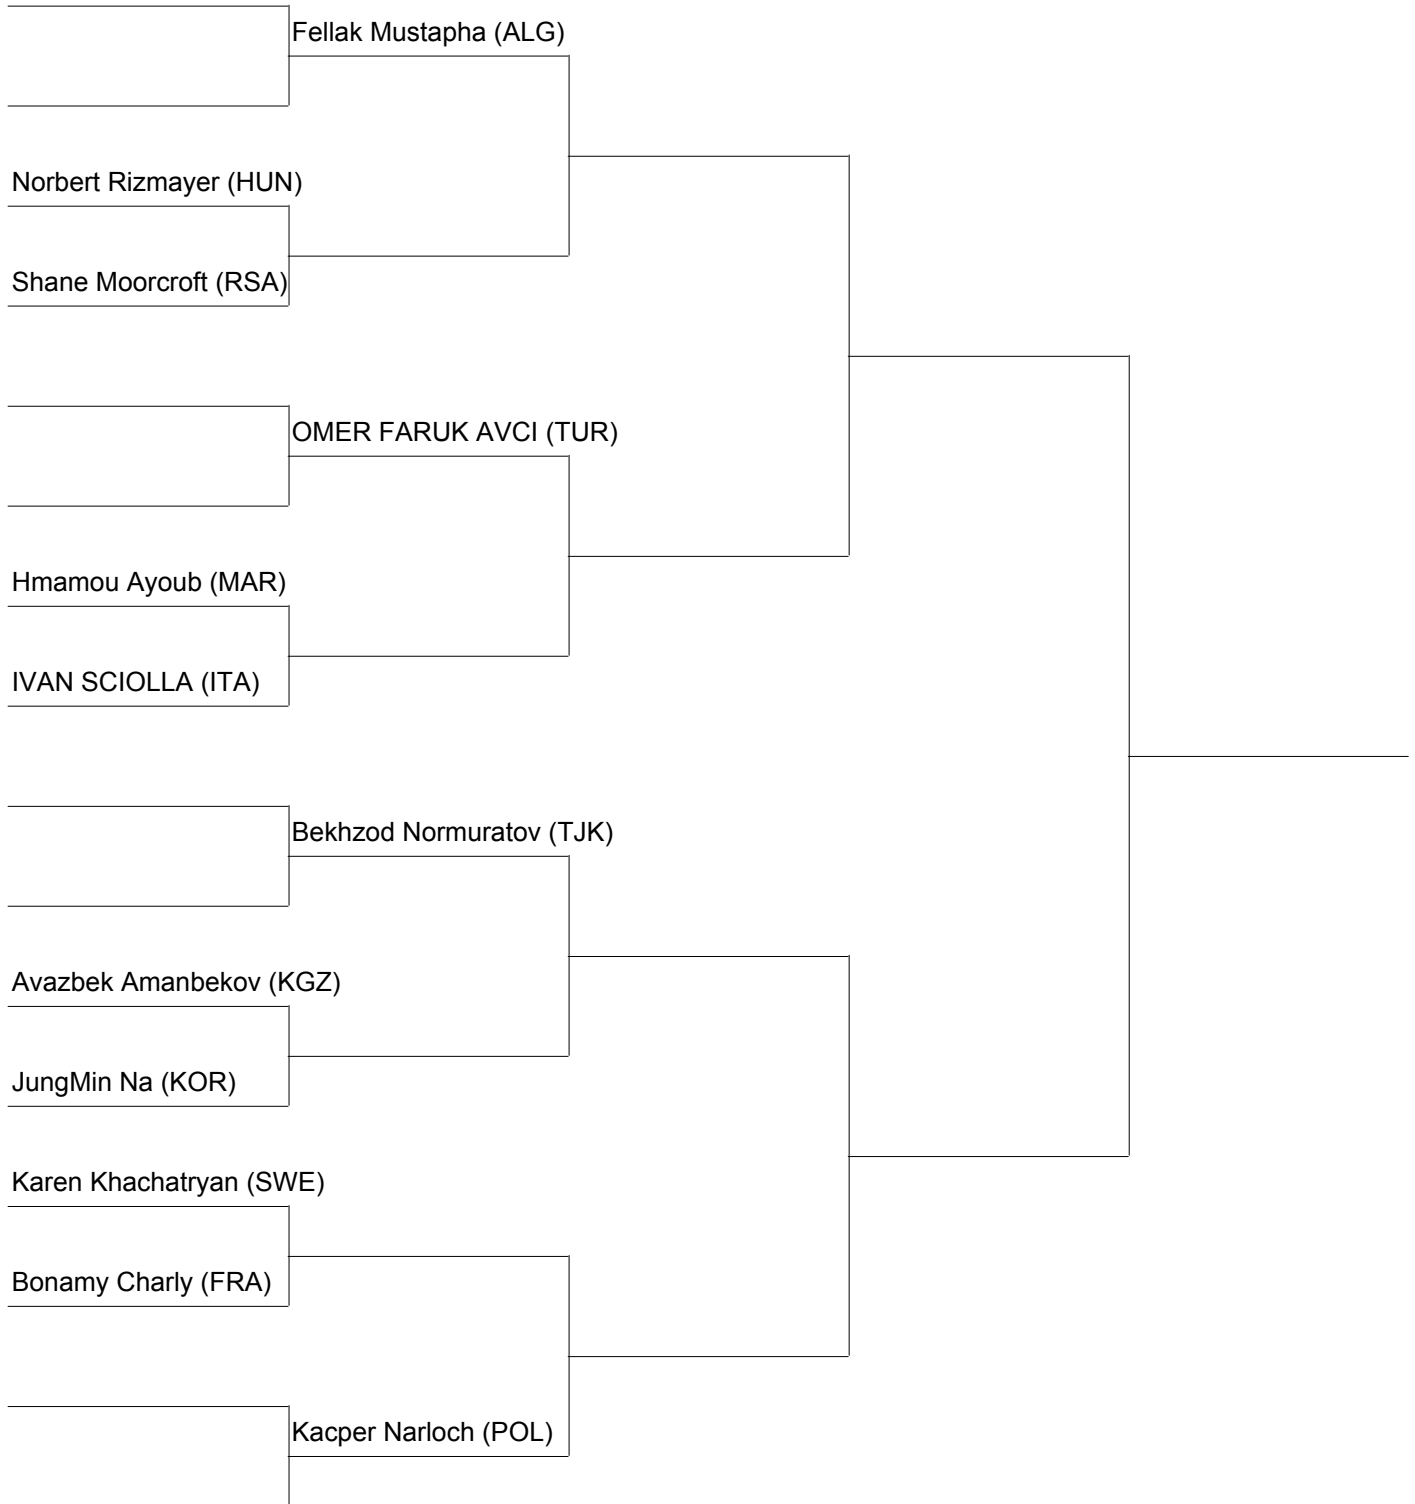 Fellak Mustapha (ALG)
Norbert Rizmayer (HUN)
Shane Moorcroft (RSA)
OMER FARUK AVCI (TUR)
Hmamou Ayoub (MAR)
IVAN SCIOLLA (ITA)
Bekhzod Normuratov (TJK)
Avazbek Amanbekov (KGZ)
JungMin Na (KOR)
Karen Khachatryan (SWE)
Bonamy Charly (FRA)
Kacper Narloch (POL)